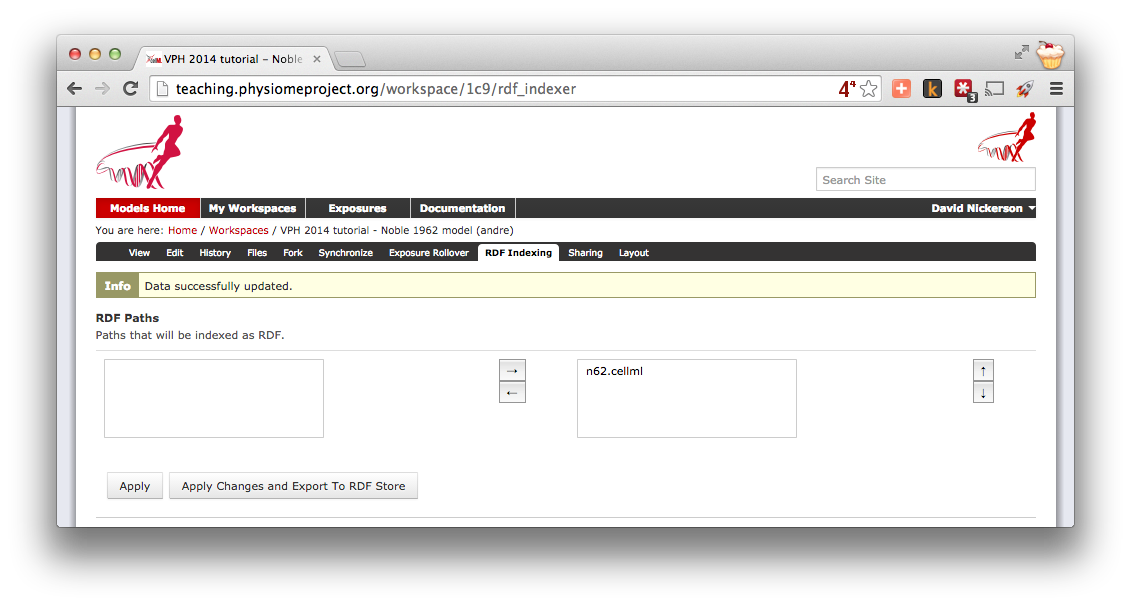 VPH 2014 tutorial – Noble
teaching.physiomeproject.org/workspace/1c9/rdf_indexer
4⁴
k
3
Search Site
Models Home My Workspaces Exposures Documentation David Nickerson
You are here: Home / Workspaces / VPH 2014 tutorial - Noble 1962 model (andre)
View Edit History Files Fork Synchronize Exposure Rollover RDF Indexing Sharing Layout
Info Data successfully updated.
RDF Paths
Paths that will be indexed as RDF.
→ n62.cellml ↑
← ↓
Apply Apply Changes and Export To RDF Store